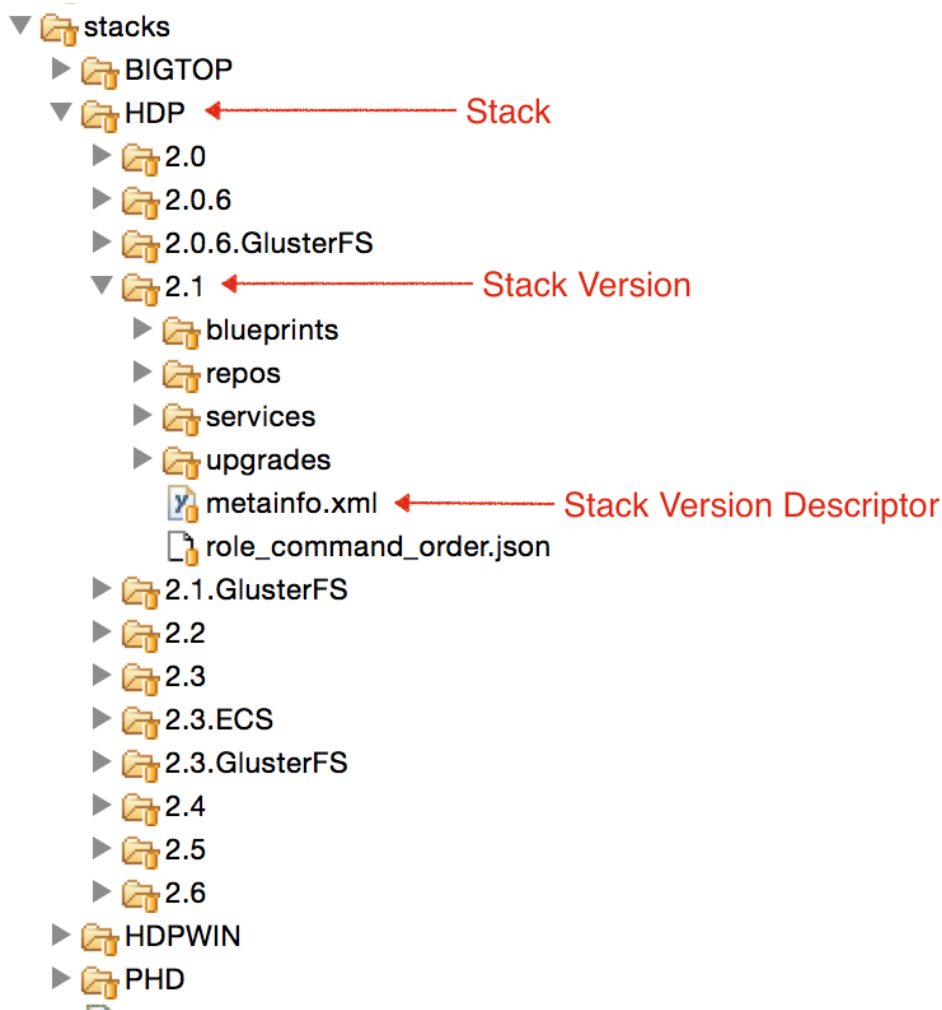 stacks
BIGTOP
HDP Stack
2.0
2.0.6
2.0.6.GlusterFS
2.1 Stack Version
blueprints
repos
services
upgrades
metainfo.xml Stack Version Descriptor
role_command_order.json
2.1.GlusterFS
2.2
2.3
2.3.ECS
2.3.GlusterFS
2.4
2.5
2.6
HDPWIN
PHD